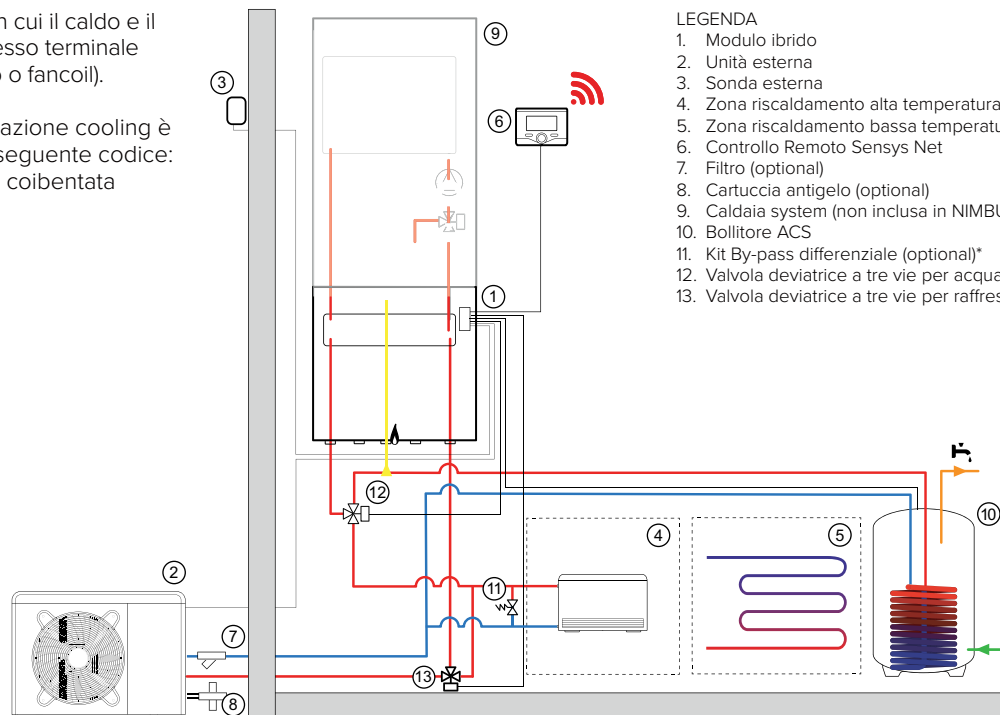 cui il caldo e il
esso terminale
o fancoil).
azione cooling è
seguente codice:
coibentata
LEGENDA
1. Modulo ibrido
2. Unità esterna
3. Sonda esterna
4. Zona riscaldamento alta temperatura
5. Zona riscaldamento bassa temperatu
6. Controllo Remoto Sensys Net
7. Filtro (optional)
8. Cartuccia antigelo (optional)
9. Caldaia system (non inclusa in NIMBU
10. Bollitore ACS
11. Kit By-pass differenziale (optional)*
12. Valvola deviatrice a tre vie per acqua
13. Valvola deviatrice a tre vie per raffres
9
3
6
1
12
10
4
5
2
11
7
13
8